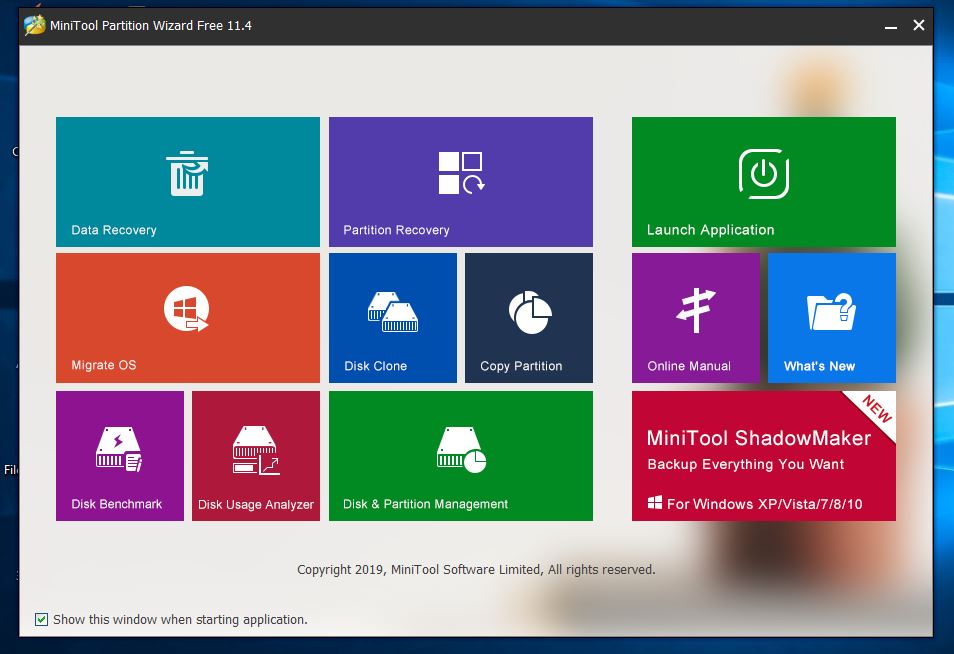 MiniTool Partition Wizard Free 11.4
Data Recovery
Partition Recovery
Launch Application
Migrate OS
Disk Clone
Copy Partition
Online Manual
What's New
Disk Benchmark
Disk Usage Analyzer
Disk & Partition Management
NEW
MiniTool ShadowMaker
Backup Everything You Want
For Windows XP/Vista/7/8/10
Copyright 2019, MiniTool Software Limited, All rights reserved.
Show this window when starting application.